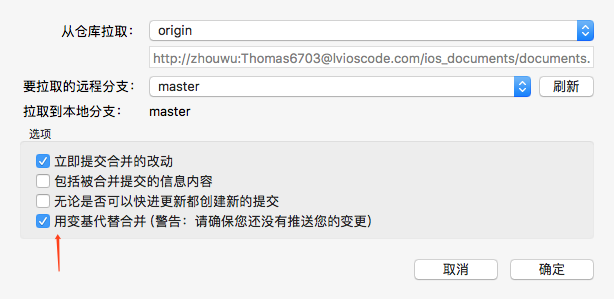 从仓库拉取： origin
http://zhouwu:Thomas6703@lvioscode.com/ios_documents/documents.
要拉取的远程分支： master 刷新
拉取到本地分支： master
选项
立即提交合并的改动
包括被合并提交的信息内容
无论是否可以快进更新都创建新的提交
用变基代替合并 (警告：请确保您还没有推送您的变更)
取消 确定